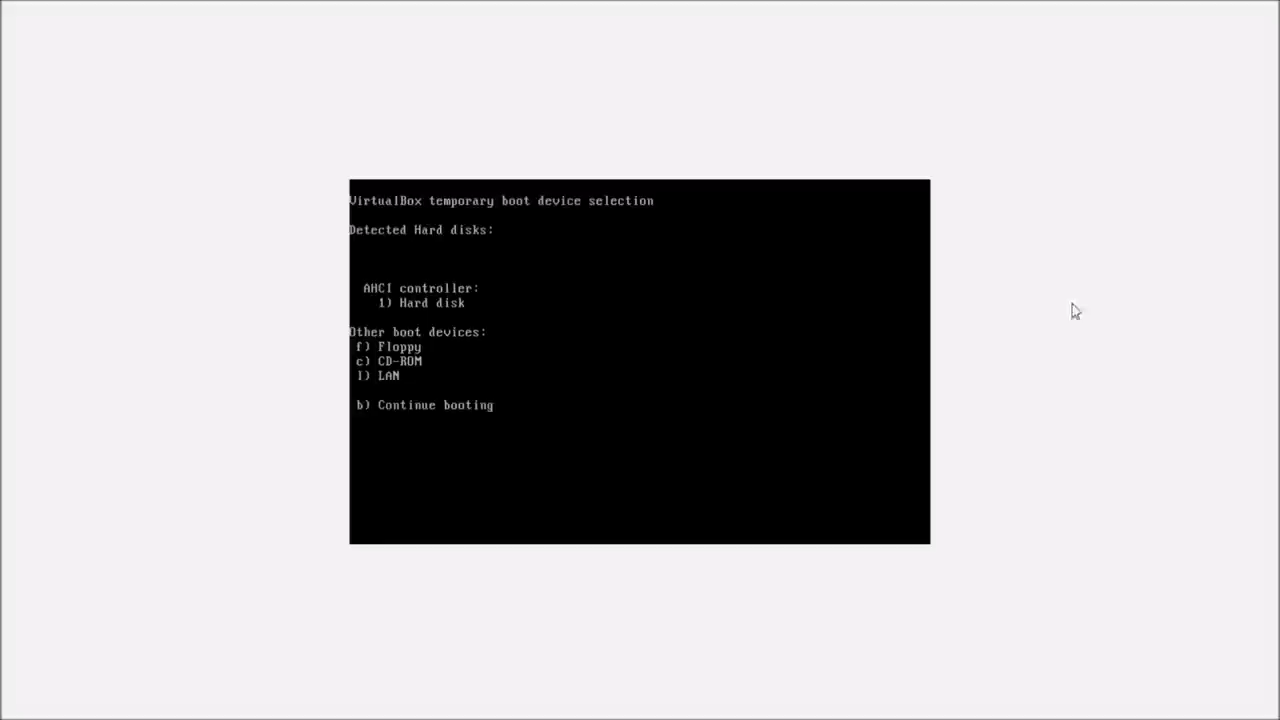 VirtualBox temporary boot device selection
Detected Hard disks:
AHCI controller:
1) Hard disk
Other boot devices:
f) Floppy
c) CD-ROM
l) LAN
b) Continue booting